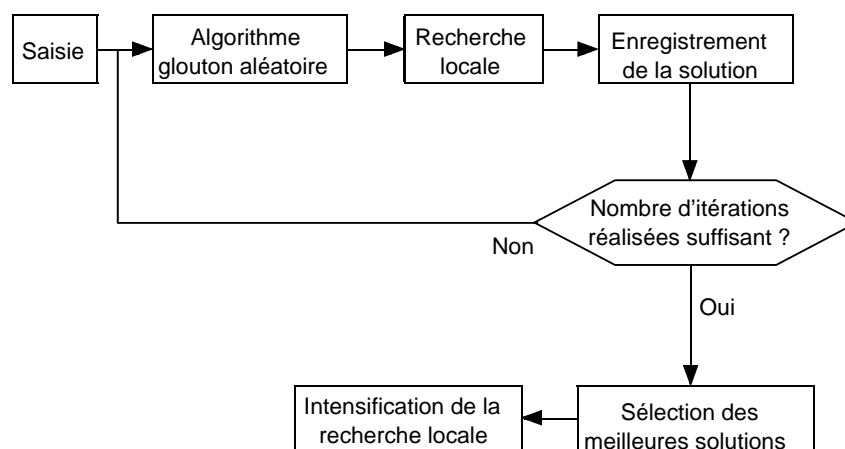 Saisie
Algorithme
glouton aléatoire
Recherche
locale
Enregistrement
de la solution
Nombre d'itérations
réalisées suffisant ?
Non
Oui
Intensification de la
recherche locale
Sélection des
meilleures solutions